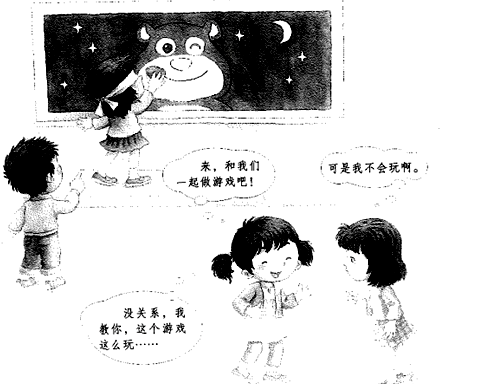 来，和我们
一起做游戏吧！
可是我不会玩啊。
没关系，我
教你，这个游戏
这么玩……